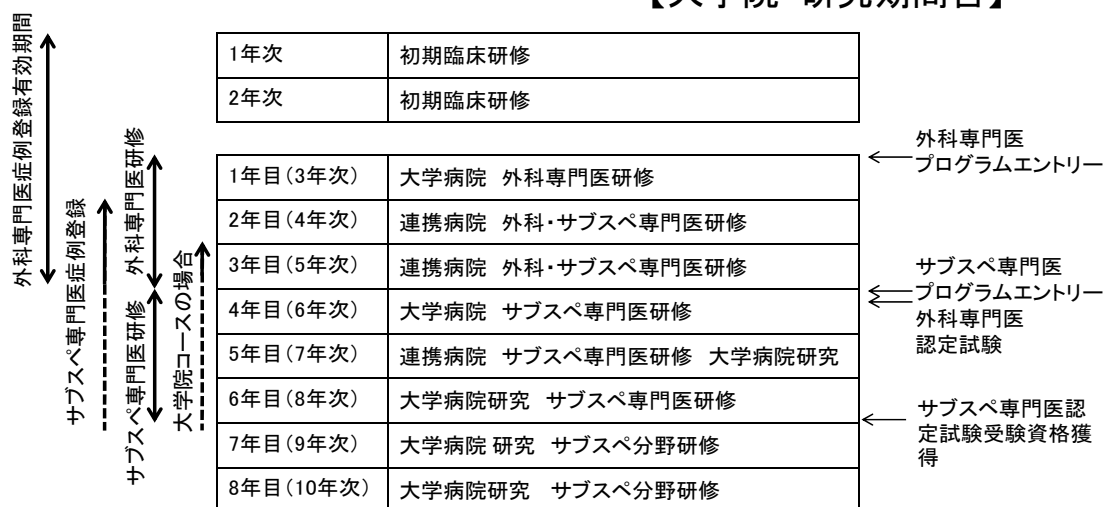 外科専門医症例登録有効期間
サブスペ専門医症例登録
外科専門医研修
サブスペ専門医研修
大学院コースの場合
1年次 初期臨床研修
2年次 初期臨床研修
1年目(3年次) 大学病院 外科専門医研修
2年目(4年次) 連携病院 外科・サブスペ専門医研修
3年目(5年次) 連携病院 外科・サブスペ専門医研修
4年目(6年次) 大学病院 サブスペ専門医研修
5年目(7年次) 連携病院 サブスペ専門医研修 大学病院研究
6年目(8年次) 大学病院研究 サブスペ専門医研修
7年目(9年次) 大学病院 研究 サブスペ分野研修
8年目(10年次) 大学病院研究 サブスペ分野研修
外科専門医
プログラムエントリー
サブスペ専門医
プログラムエントリー
外科専門医
認定試験
サブスペ専門医認
定試験受験資格獲
得